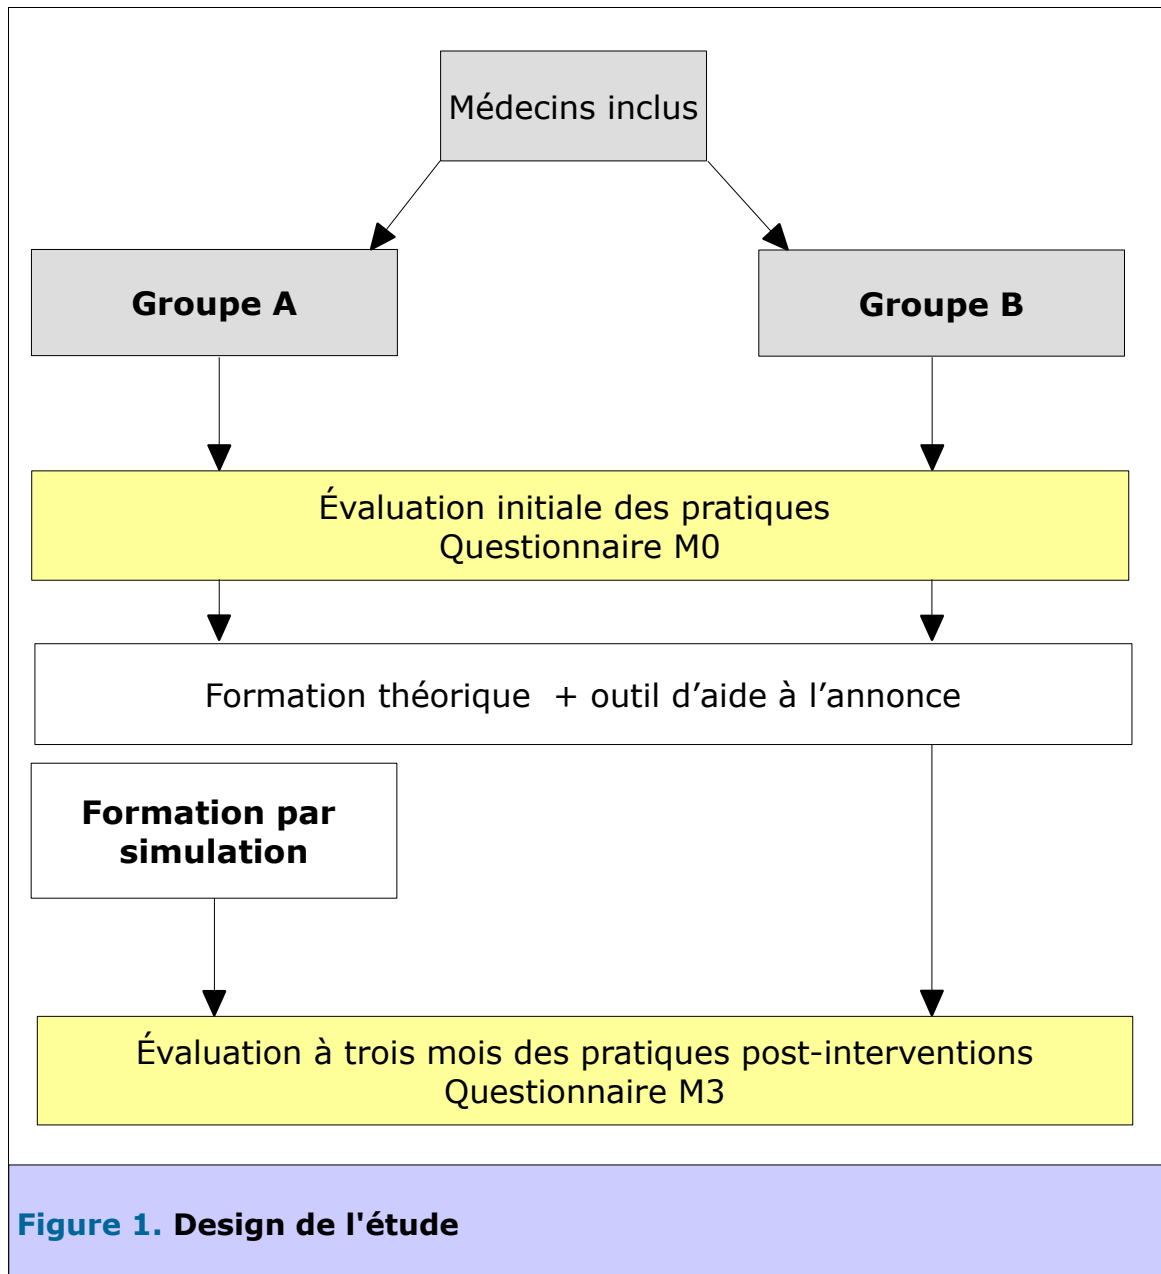 Médecins inclus
Groupe A
Groupe B
Évaluation initiale des pratiques
Questionnaire M0
Formation théorique + outil d’aide à l’annonce
Formation par
simulation
Évaluation à trois mois des pratiques post-interventions
Questionnaire M3
Figure 1. Design de l'étude